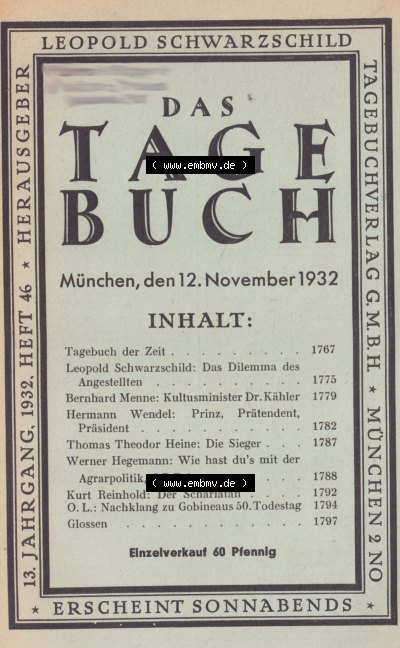 LEOPOLD SCHWARZSCHILD
13. JAHRGANG, 1932, HEFT 46 ★ HERAUSGEBER
TAGEBUCHVERLAG G.M.B.H. ★ MÜNCHEN 2 NO
DAS
TAGE
( www.embmv.de )
BUCH
München, den 12. November 1932
INHALT:
Tagebuch der Zeit . . . . . . . . . 1767
Leopold Schwarzschild: Das Dilemma des
Angestellten . . . . . . . . . . 1775
Bernhard Menne: Kultusminister Dr. Kähler 1779
Hermann Wendel: Prinz, Prätendent,
Präsident . . . . . . . . . . . 1782
Thomas Theodor Heine: Die Sieger . . . 1787
Werner Hegemann: Wie hast du's mit der
Agrarpolitik, 1788
( www.embmv.de )
Kurt Reinhold: Der Scharlatan . . . . . 1792
O. L.: Nachklang zu Gobineaus 50. Todestag 1794
Glossen . . . . . . . . . . . . 1797
Einzelverkauf 60 Pfennig
★ ERSCHEINT SONNABENDS ★